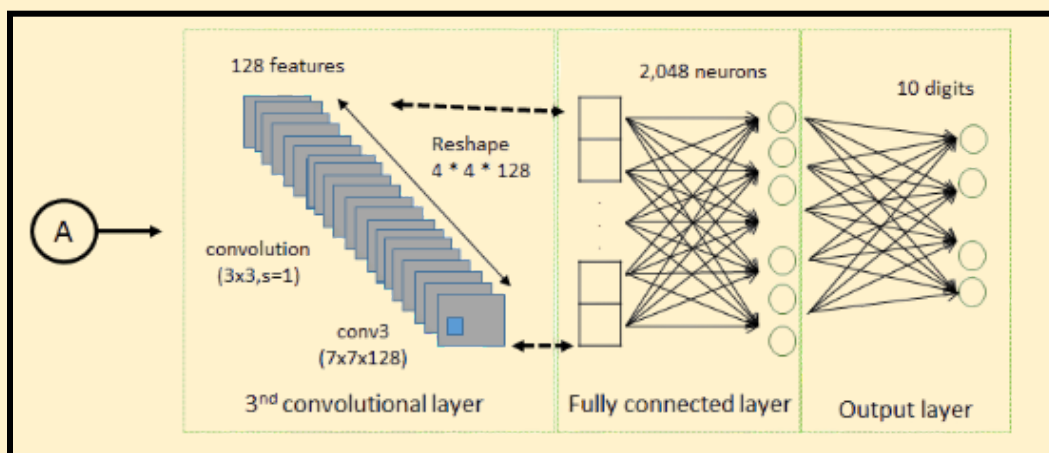 128 features
2,048 neurons
10 digits
Reshape
4 * 4 * 128
A
convolution
(3x3,s=1)
conv3
(7x7x128)
3nd convolutional layer
Fully connected layer
Output layer